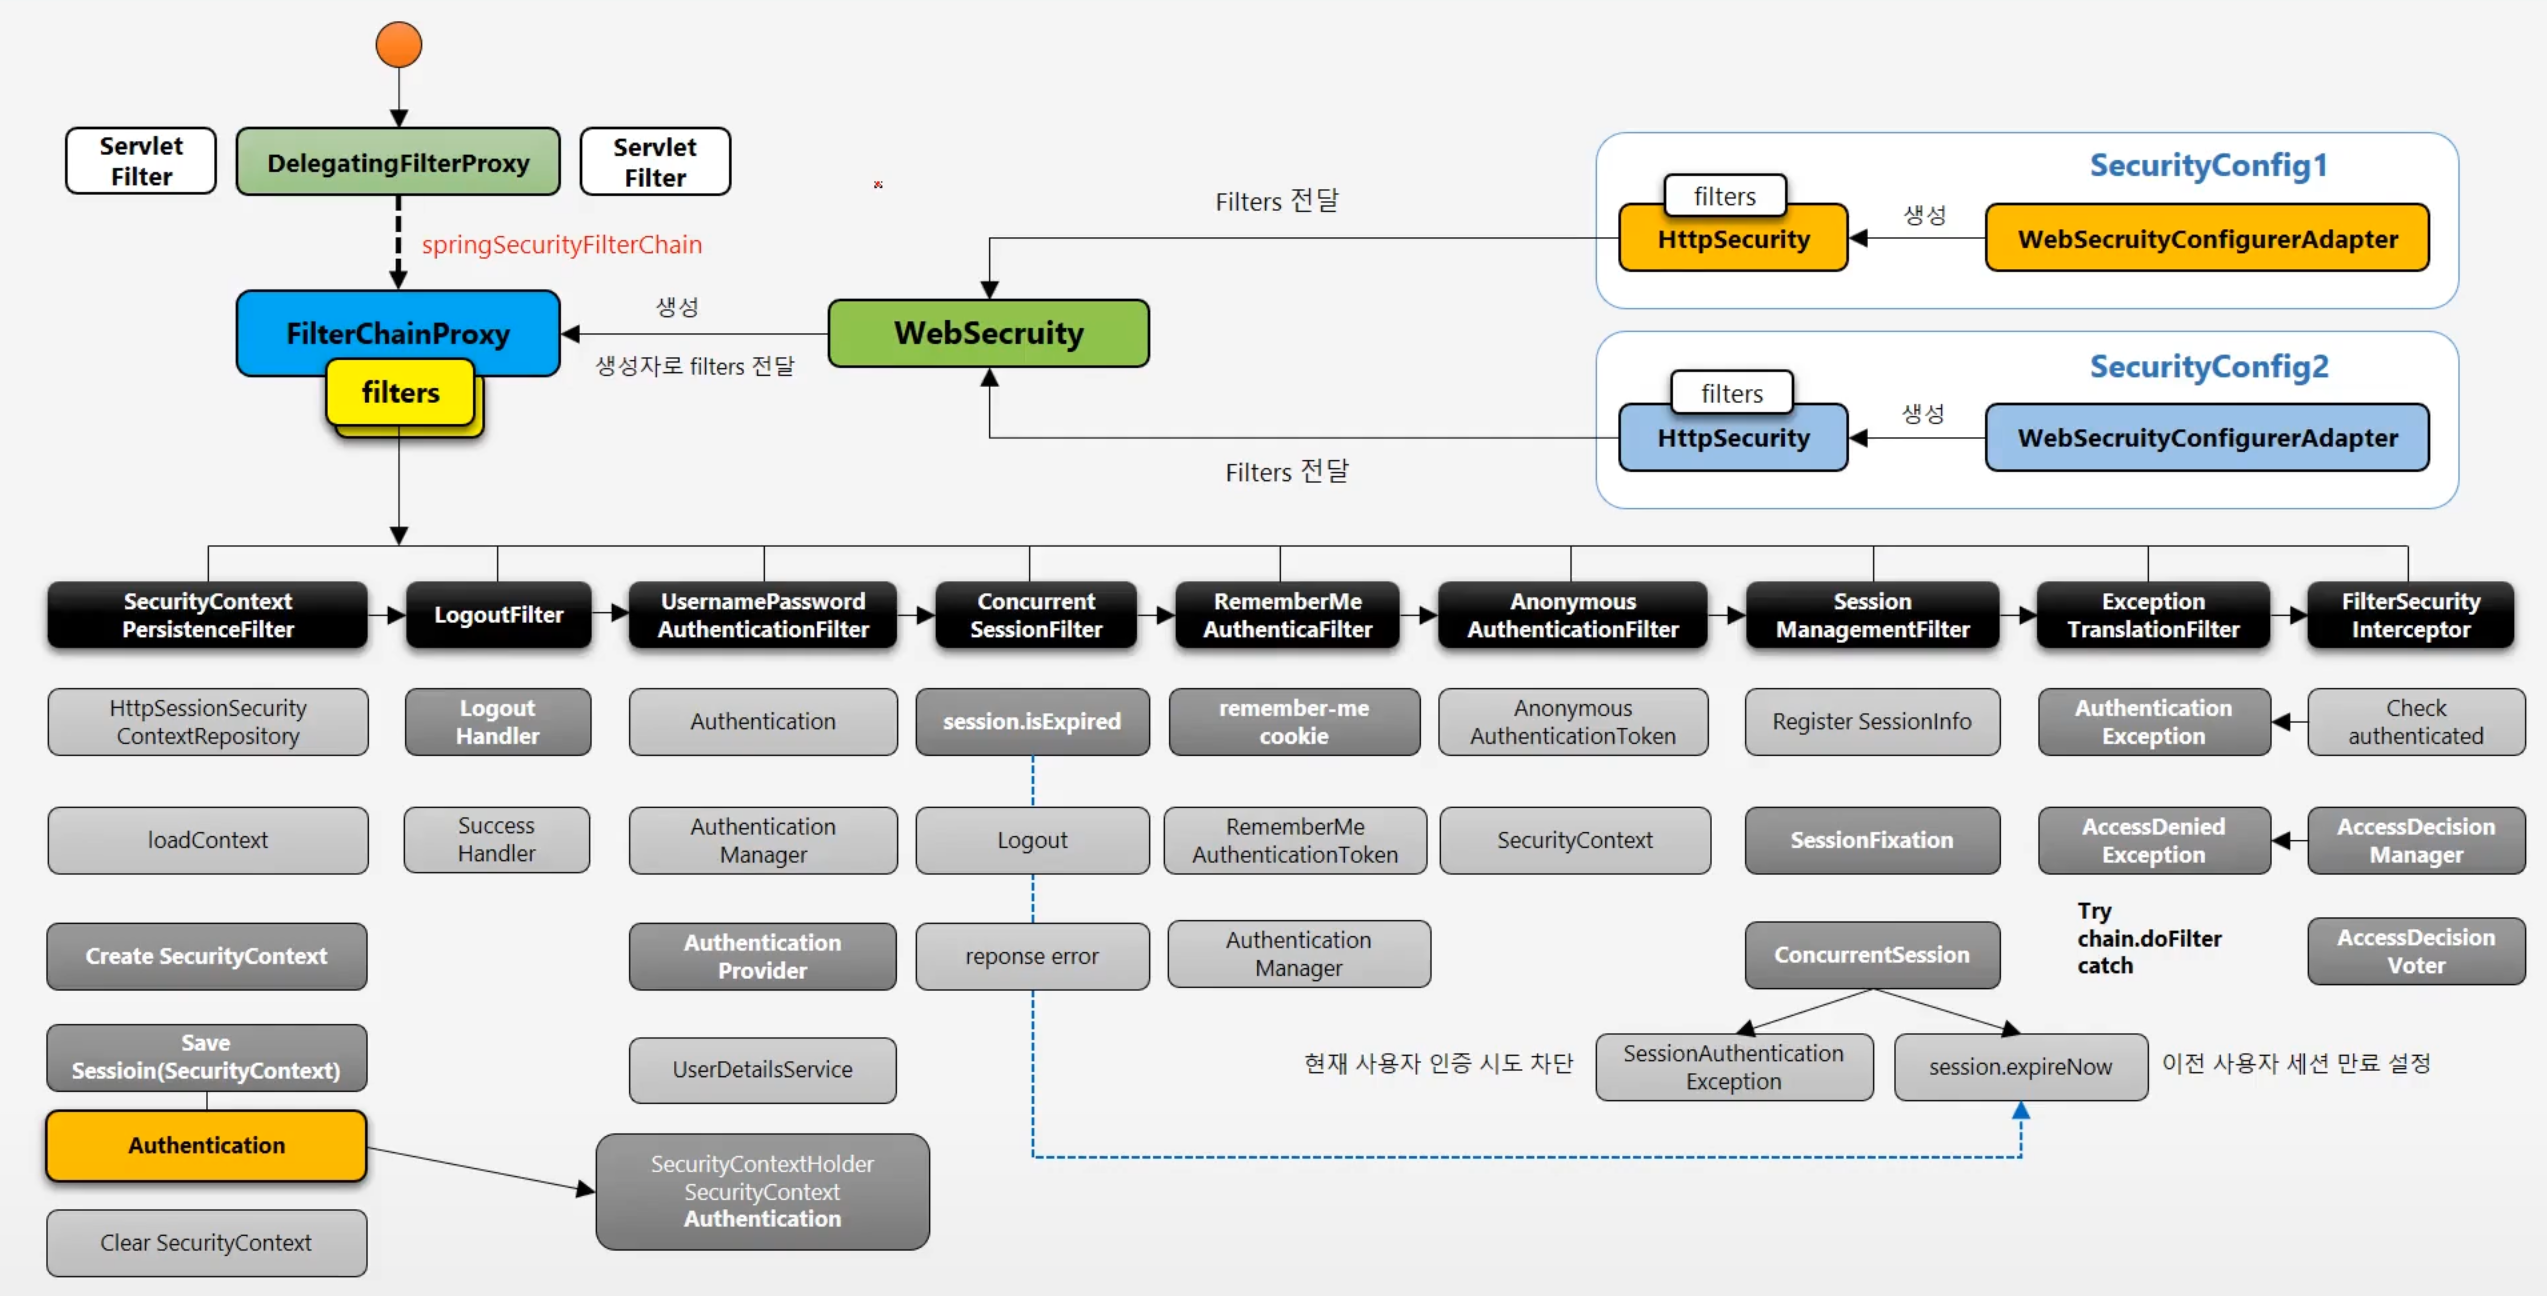 Servlet
Filter
DelegatingFilterProxy
Servlet
Filter
springSecurityFilterChain
FilterChainProxy
filters
생성
생성자로 filters 전달
WebSecruity
Filters 전달
Filters 전달
SecurityConfig1
filters
HttpSecurity
생성
WebSecruityConfigurerAdapter
SecurityConfig2
filters
HttpSecurity
생성
WebSecruityConfigurerAdapter
SecurityContext
PersistenceFilter
LogoutFilter
UsernamePassword
AuthenticationFilter
Concurrent
SessionFilter
RememberMe
AuthenticaFilter
Anonymous
AuthenticationFilter
Session
ManagementFilter
Exception
TranslationFilter
FilterSecurity
Interceptor
HttpSessionSecurity
ContextRepository
Logout
Handler
Authentication
session.isExpired
remember-me
cookie
Anonymous
AuthenticationToken
Register SessionInfo
Authentication
Exception
Check
authenticated
loadContext
Success
Handler
Authentication
Manager
Logout
RememberMe
AuthenticationToken
SecurityContext
SessionFixation
AccessDenied
Exception
AccessDecision
Manager
Create SecurityContext
Authentication
Provider
reponse error
Authentication
Manager
ConcurrentSession
Try
chain.doFilter
catch
AccessDecision
Voter
Save
Sessioin(SecurityContext)
UserDetailsService
현재 사용자 인증 시도 차단
SessionAuthentication
Exception
session.expireNow
이전 사용자 세션 만료 설정
Authentication
SecurityContextHolder
SecurityContext
Authentication
Clear SecurityContext